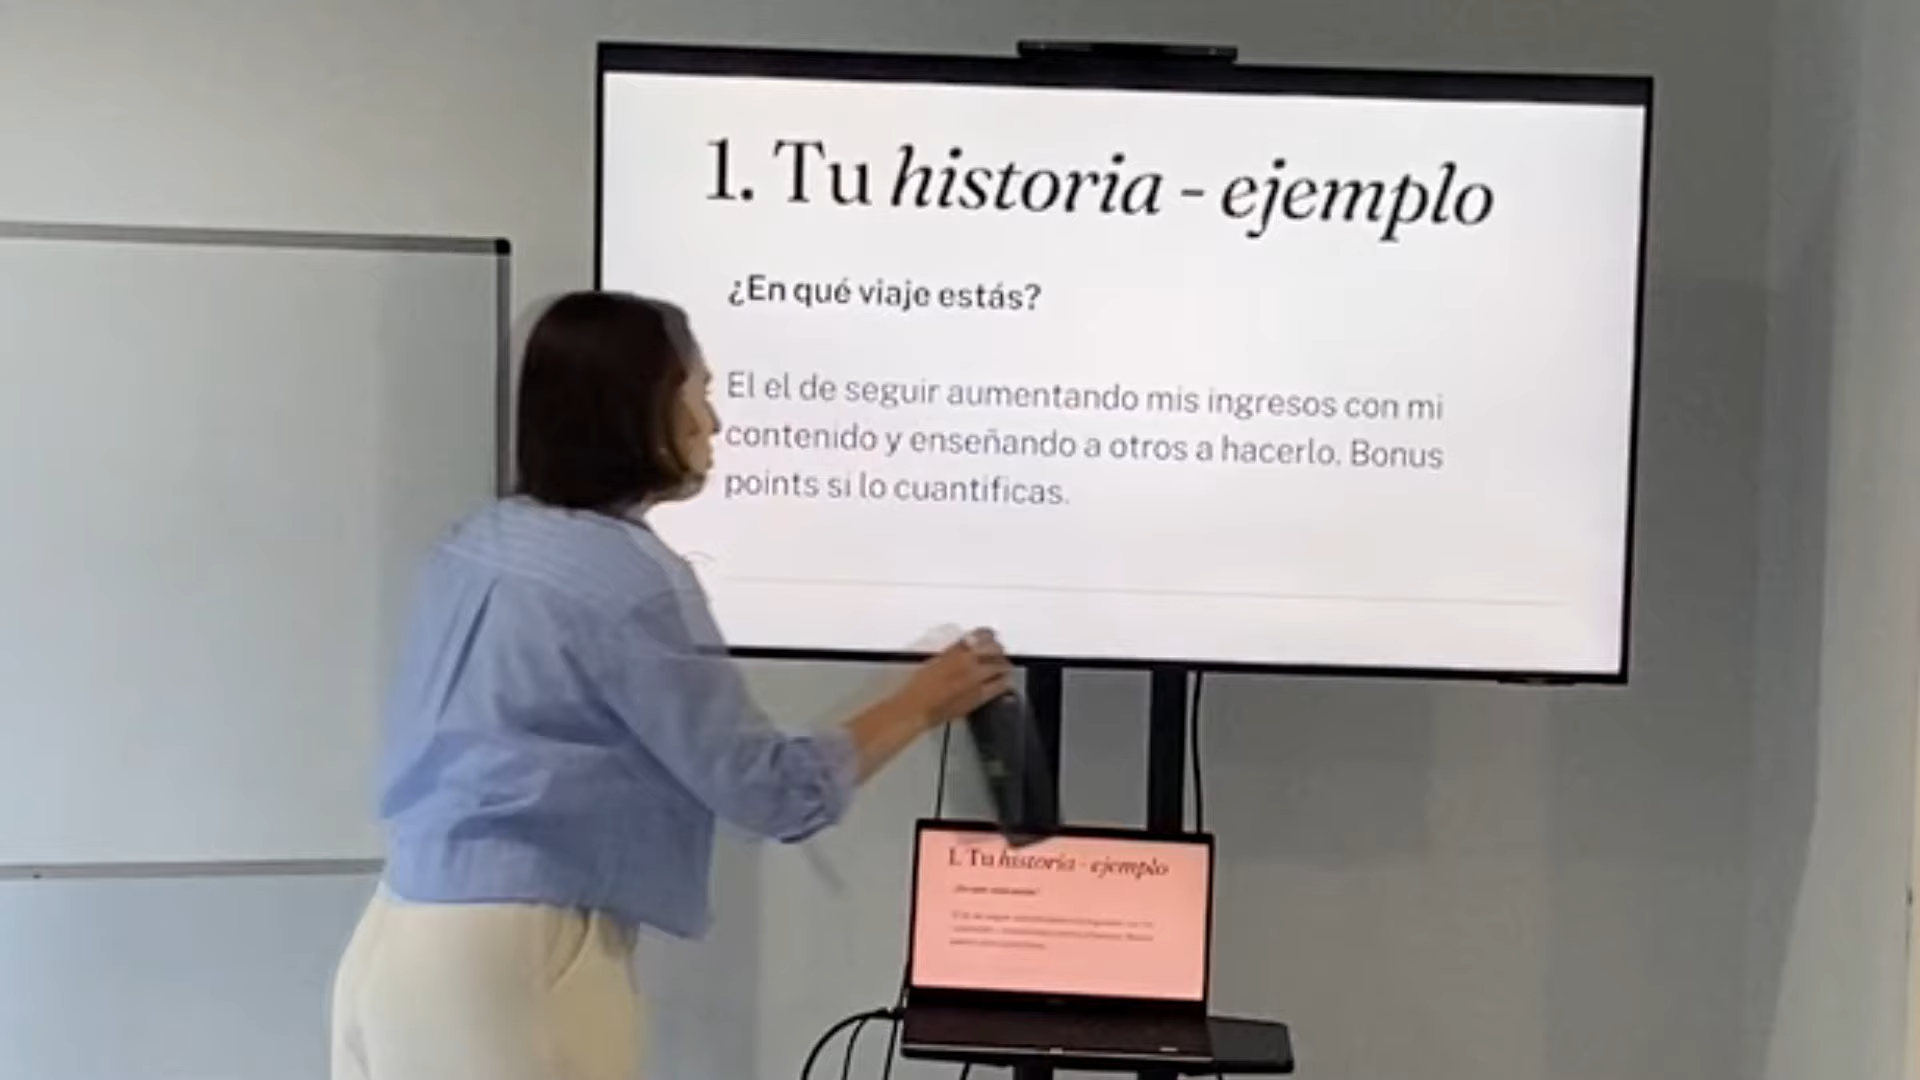 1. Tu historia - ejemplo
¿En qué viaje estás?
El el de seguir aumentando mis ingresos con mi
contenido y enseñando a otros a hacerlo. Bonus
points si lo cuantificas.
1. Tu historia - ejemplo